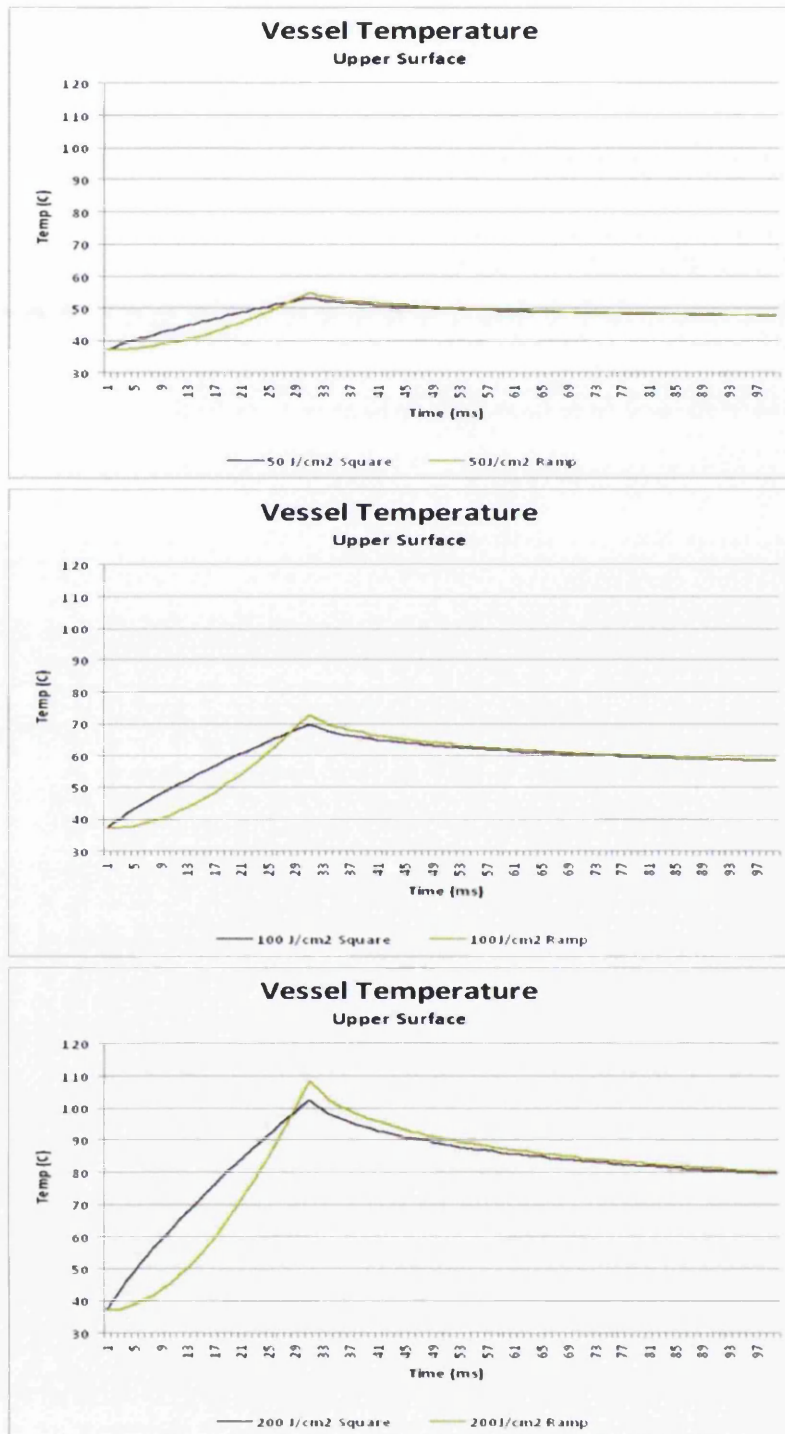 Vessel Temperature
Upper Surface
120
110
100
90
80
70
60
50
40
30
Temp (C)
1 5 9 13 17 21 25 29 33 37 41 45 49 53 57 61 65 69 73 77 81 85 89 93 97
Time (ms)
50 J/cm2 Square 50J/cm2 Ramp
Vessel Temperature
Upper Surface
120
110
100
90
80
70
60
50
40
30
Temp (C)
1 5 9 13 17 21 25 29 33 37 41 45 49 53 57 61 65 69 73 77 81 85 89 93 97
Time (ms)
100 J/cm2 Square 100J/cm2 Ramp
Vessel Temperature
Upper Surface
120
110
100
90
80
70
60
50
40
30
Temp (C)
1 5 9 13 17 21 25 29 33 37 41 45 49 53 57 61 65 69 73 77 81 85 89 93 97
Time (ms)
200 J/cm2 Square 200J/cm2 Ramp